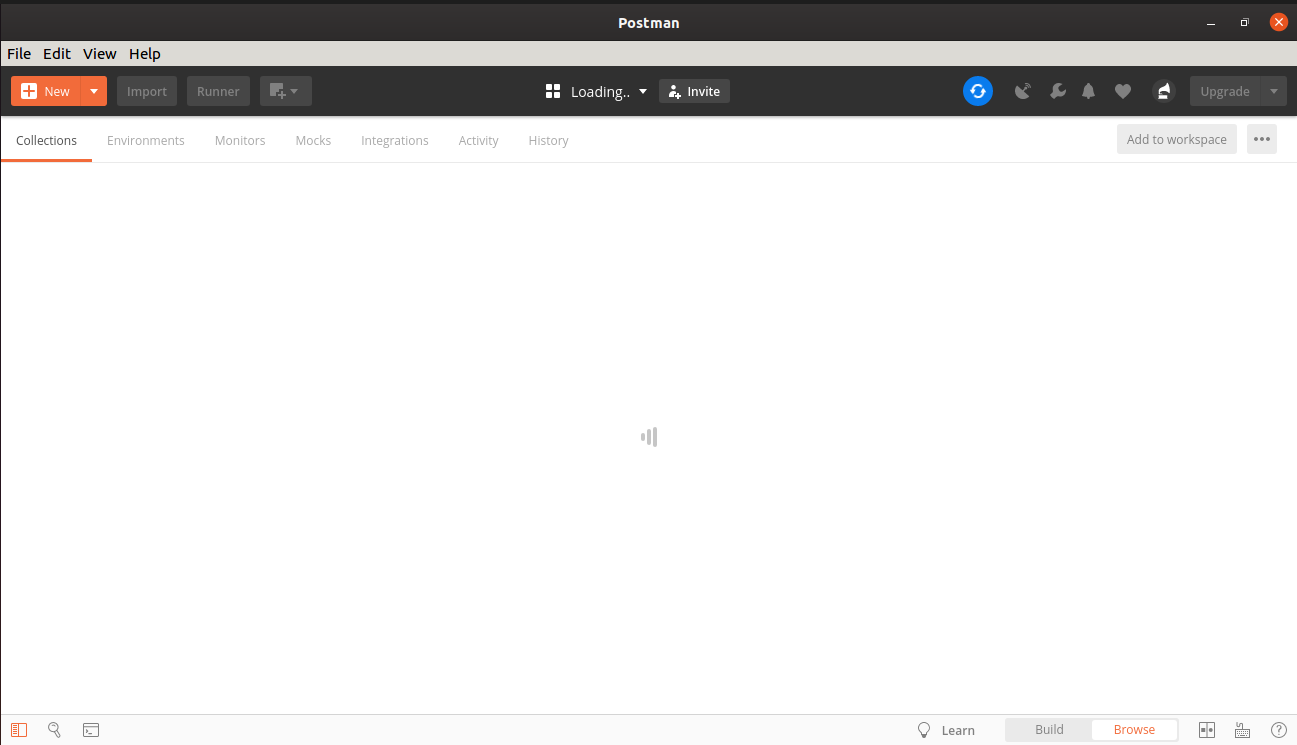 Postman
File Edit View Help
New Import Runner Loading.. Invite Upgrade
Collections Environments Monitors Mocks Integrations Activity History Add to workspace
Learn Build Browse